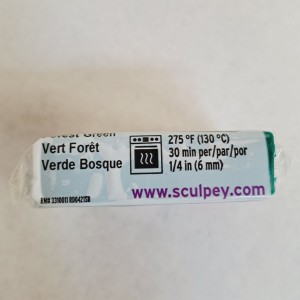 Forest Green
Vert Forêt
Verde Bosque
275 °F (130 °C)
30 min per/par/por
1/4 in (6 mm)
www.sculpey.com